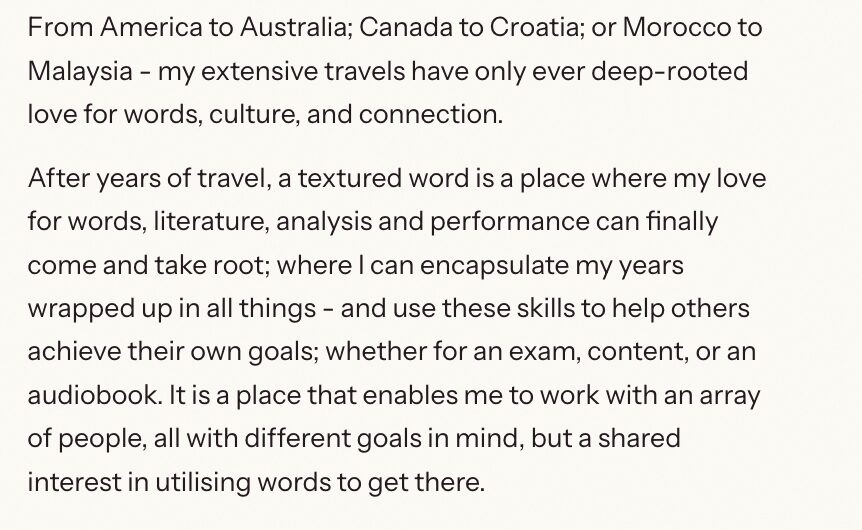 From America to Australia; Canada to Croatia; or Morocco to
Malaysia - my extensive travels have only ever deep-rooted
love for words, culture, and connection.
After years of travel, a textured word is a place where my love
for words, literature, analysis and performance can finally
come and take root; where I can encapsulate my years
wrapped up in all things - and use these skills to help others
achieve their own goals; whether for an exam, content, or an
audiobook. It is a place that enables me to work with an array
of people, all with different goals in mind, but a shared
interest in utilising words to get there.